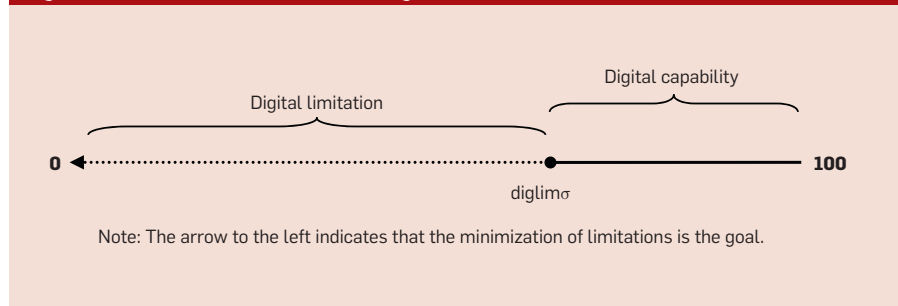 Digital capability
Digital limitation
0
100
diglimσ
Note: The arrow to the left indicates that the minimization of limitations is the goal.